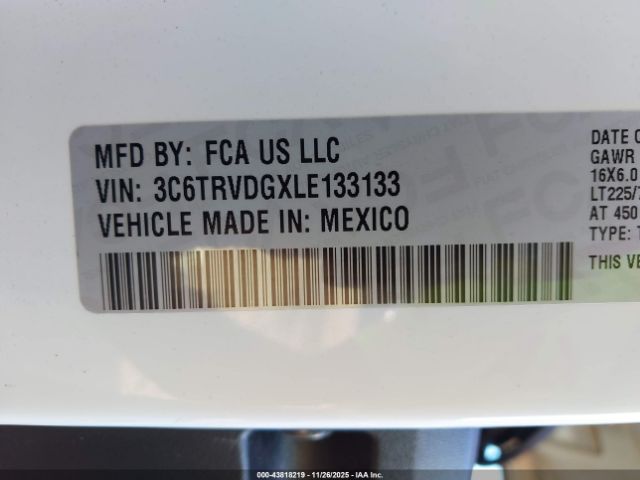 MFD BY: FCA US LLC
VIN: 3C6TRVDGXLE133133
VEHICLE MADE IN: MEXICO
DATE O
GAWR
16X6.0
LT225/
AT 450
TYPE: T
THIS VE
00-43818219 - 11/26/2025 - IAA Inc.